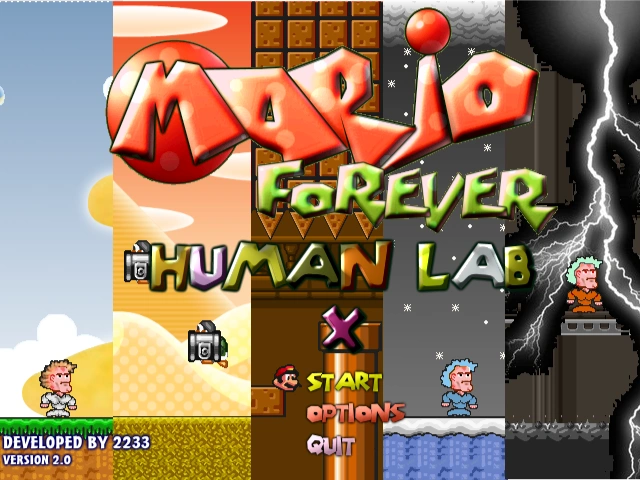 MARIO
FOREVER
HUMAN LAB
X
START
OPTIONS
QUIT
DEVELOPED BY 2233
VERSION 2.0